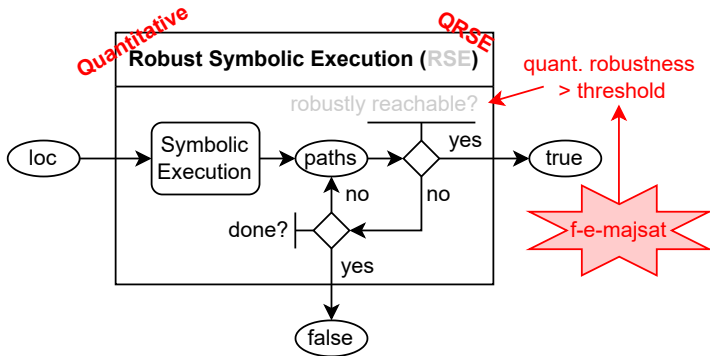 Quantitative
QRSE
Robust Symbolic Execution (RSE)
quant. robustness
> threshold
robustly reachable?
yes
loc
Symbolic
Execution
paths
true
no
no
done?
f-e-majsat
yes
false